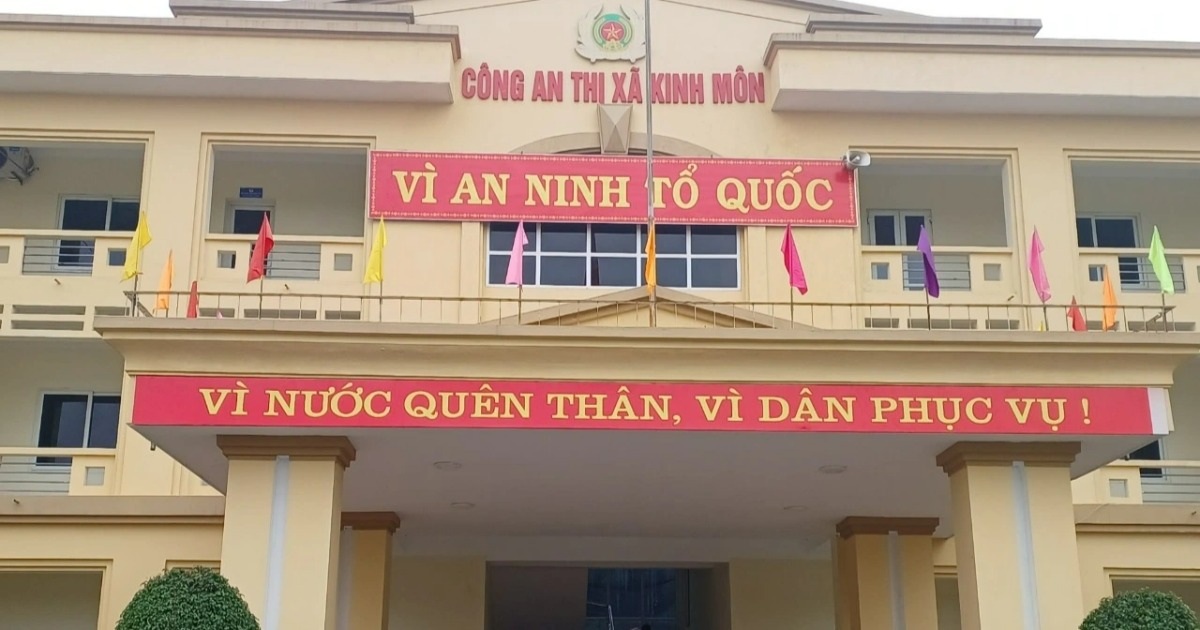 CÔNG AN THỊ XÃ KINH MÔN
VÌ AN NINH TỔ QUỐC
VÌ NƯỚC QUÊN THÂN, VÌ DÂN PHỤC VỤ !